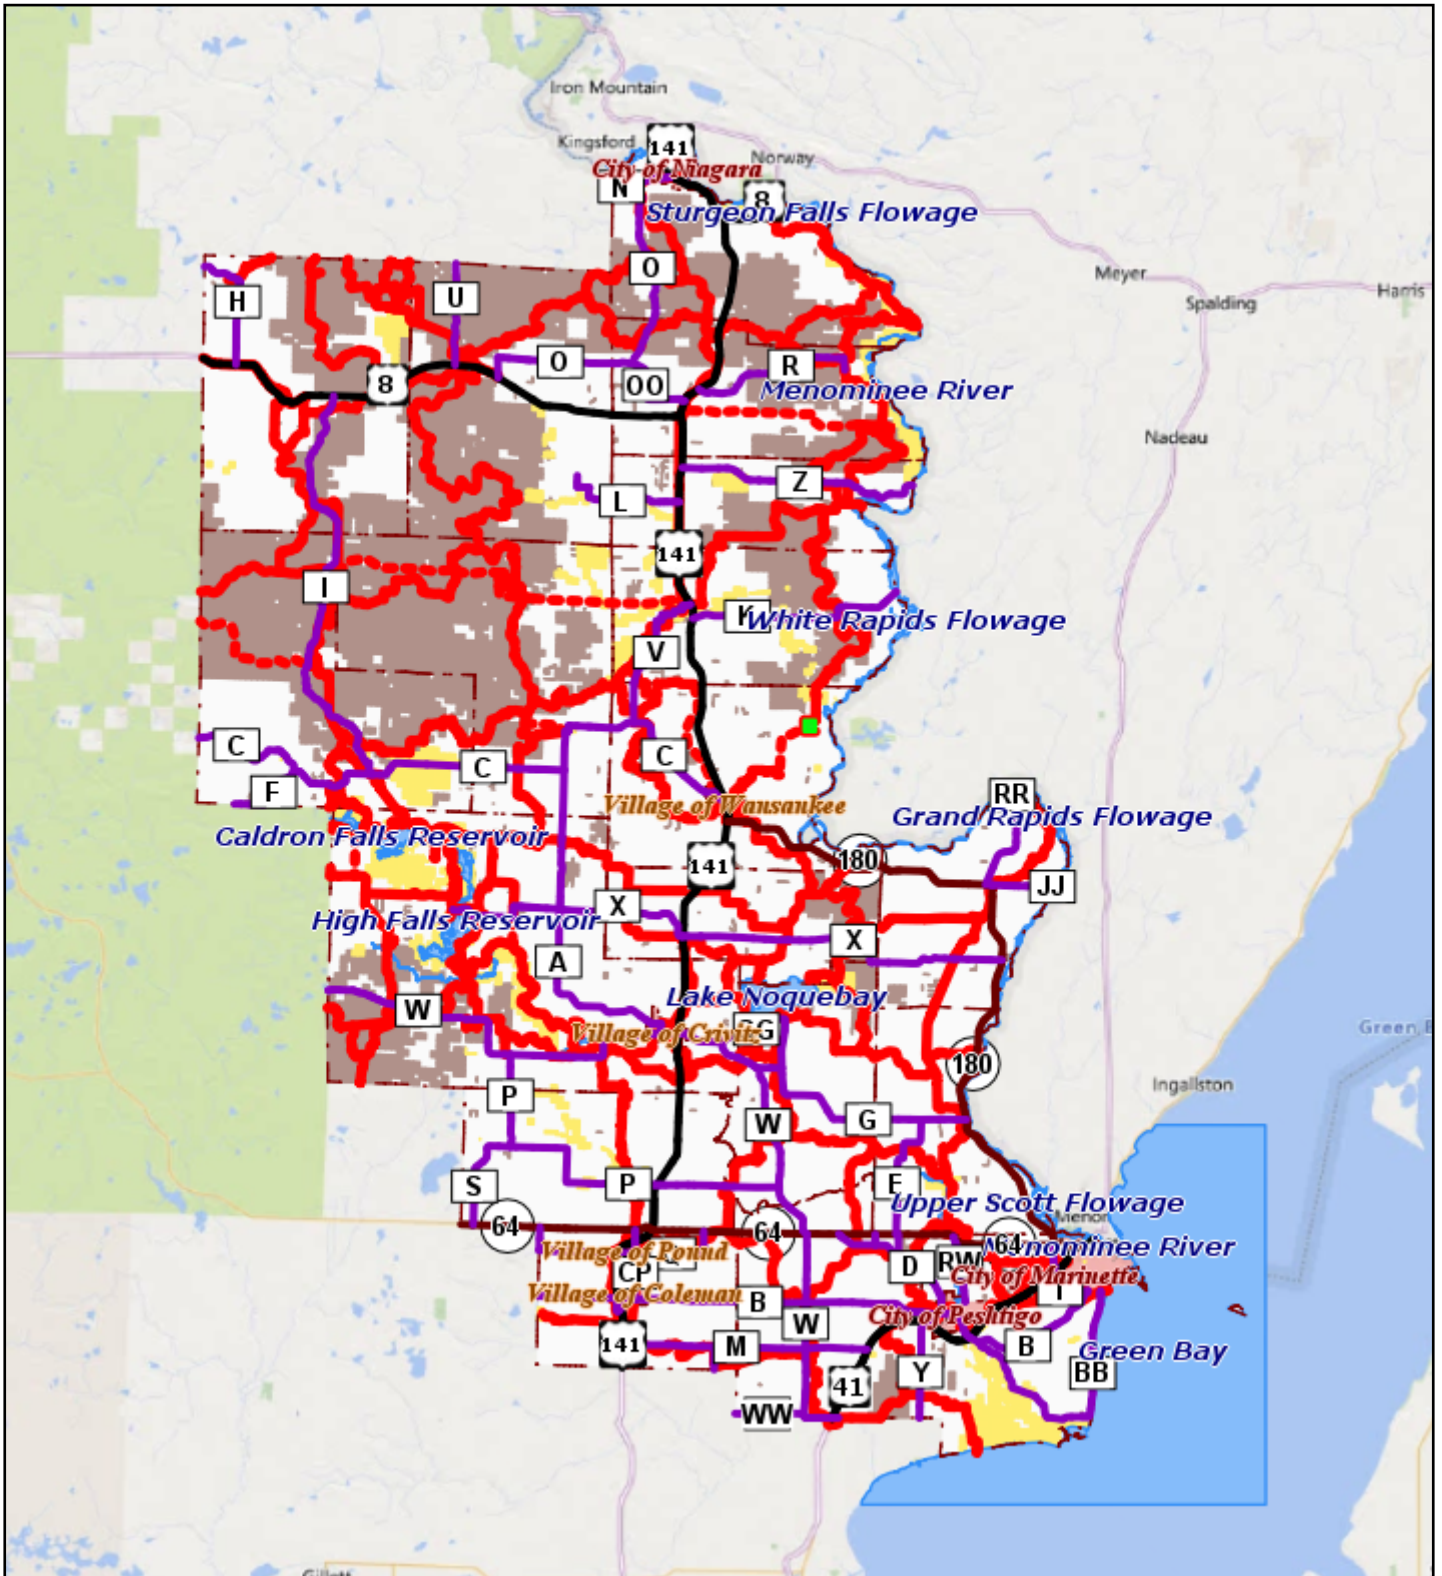 Iron Mountain
Kingsford
141
Norway
City of Niagara
N
8
Sturgeon Falls Flowage
O
Meyer
H
U
Spalding
Harris
O
R
8
OO
Menominee River
Nadeau
Z
L
141
I
K
White Rapids Flowage
V
C
C
C
F
RR
Village of Wausaukee
Grand Rapids Flowage
Caldron Falls Reservoir
180
141
JJ
X
High Falls Reservoir
X
A
Lake Noquebay
W
Village of Crivitz
Green B
180
Ingallston
P
W
G
S
P
E
Upper Scott Flowage
64
64
64
Village of Pound
Menominee River
CP
D
RW
City of Marinette
Village of Coleman
B
T
City of Peshtigo
W
141
M
B
Green Bay
Y
BB
41
WW